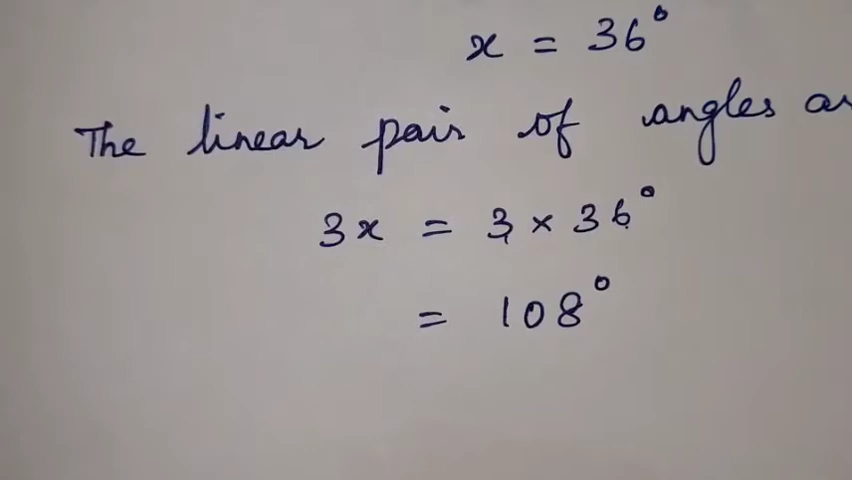 x = 36°
The linear pair of angles
3x = 3 × 36°
= 108°